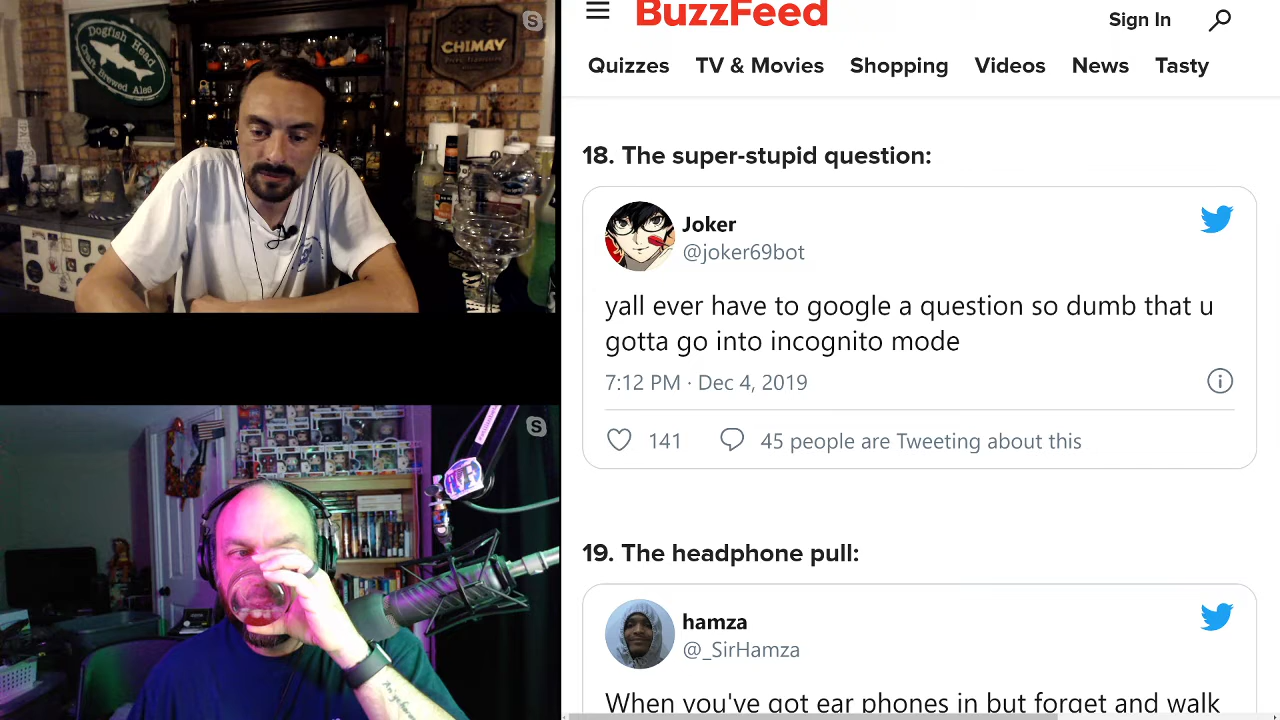 Dogfish Head
Craft Brewed Ales
CHIMAY
BuzzFeed
Sign In
Quizzes TV & Movies Shopping Videos News Tasty
18. The super-stupid question:
Joker
@joker69bot
yall ever have to google a question so dumb that u
gotta go into incognito mode
7:12 PM · Dec 4, 2019
141 45 people are Tweeting about this
19. The headphone pull:
hamza
@_SirHamza
When you've got ear phones in but forget and walk